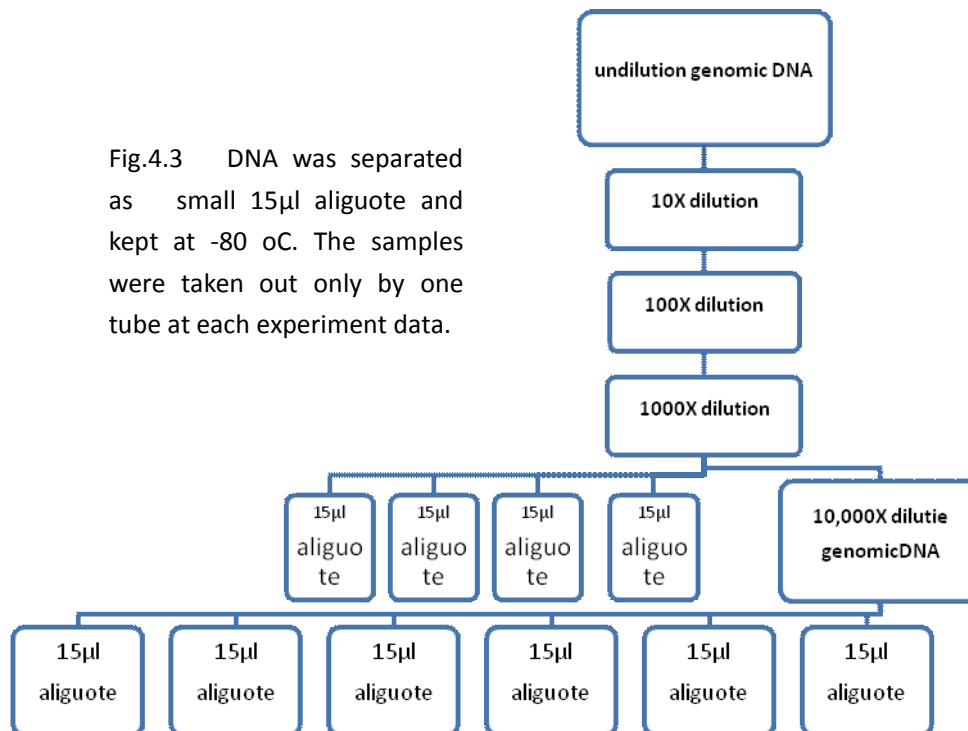 undilution genomic DNA
Fig.4.3 DNA was separated
as small 15µl aliguote and
kept at -80 oC. The samples
were taken out only by one
tube at each experiment data.
10X dilution
100X dilution
1000X dilution
15µl
aliguo
te
15µl
aliguo
te
15µl
aliguo
te
15µl
aliguo
te
10,000X dilutie
genomicDNA
15µl
aliguote
15µl
aliguote
15µl
aliguote
15µl
aliguote
15µl
aliguote
15µl
aliguote